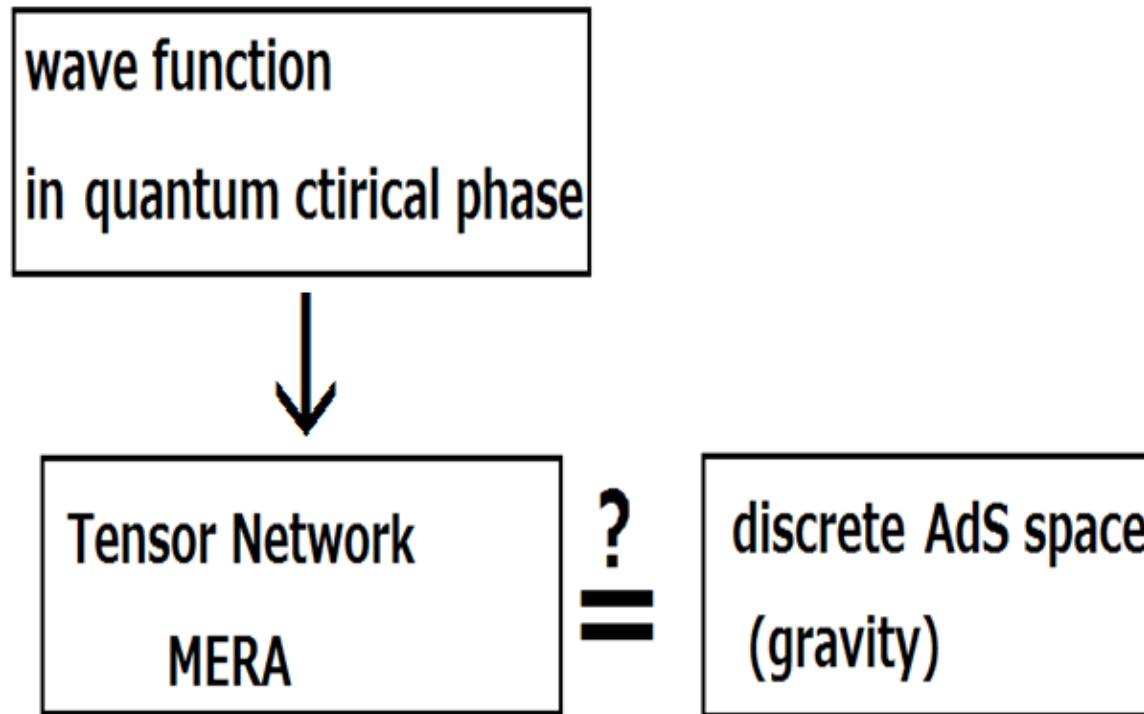 wave function
in quantum ctirical phase
Tensor Network
MERA
?
=
discrete AdS space
(gravity)